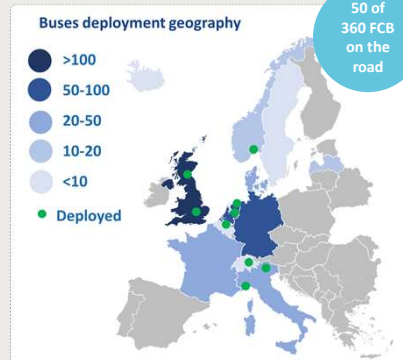 Buses deployment geography
50 of
360 FCB
on the
road
>100
50-100
20-50
10-20
<10
Deployed